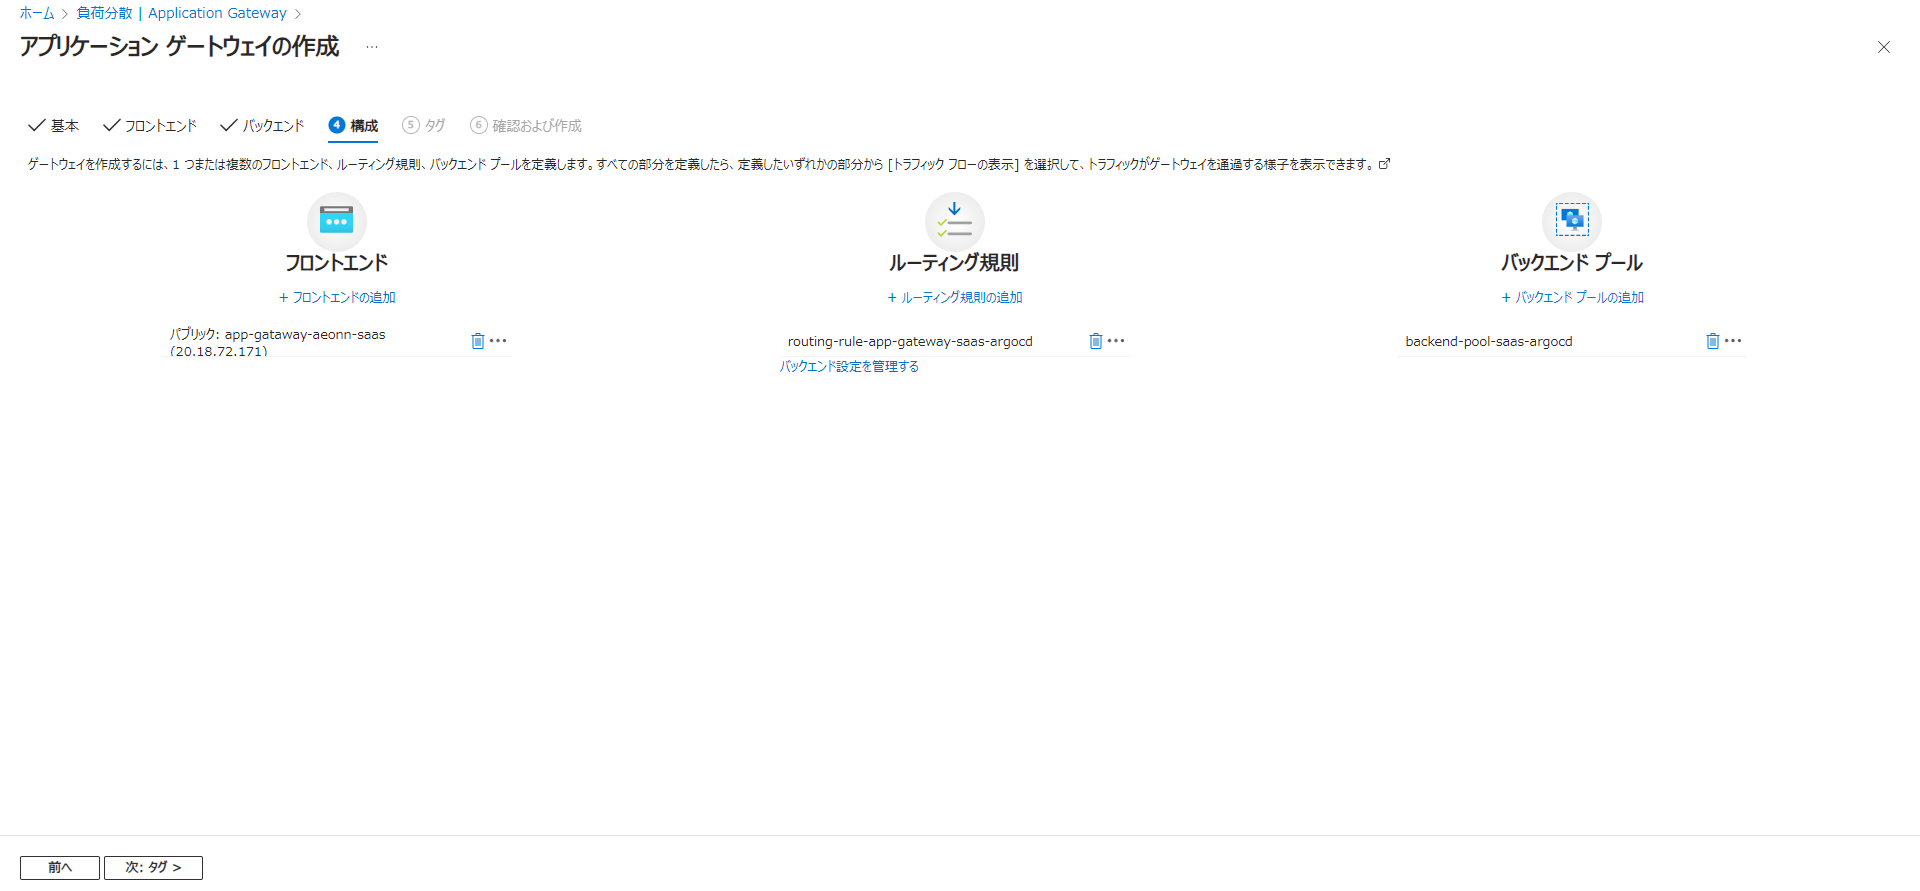 ホーム > 負荷分散 | Application Gateway >
アプリケーション ゲートウェイの作成 ...
基本 フロントエンド バックエンド 4 構成 5 タグ 6 確認および作成
ゲートウェイを作成するには、1 つまたは複数のフロントエンド、ルーティング規則、バックエンド プールを定義します。すべての部分を定義したら、定義したいずれかの部分から [トラフィック フローの表示] を選択して、トラフィックがゲートウェイを通過する様子を表示できます。
フロントエンド
+ フロントエンドの追加
パブリック: app-gataway-aeonn-saas
(20.18.72.171)
ルーティング規則
+ ルーティング規則の追加
routing-rule-app-gateway-saas-argocd
バックエンド設定を管理する
バックエンド プール
+ バックエンド プールの追加
backend-pool-saas-argocd
前へ 次: タグ >